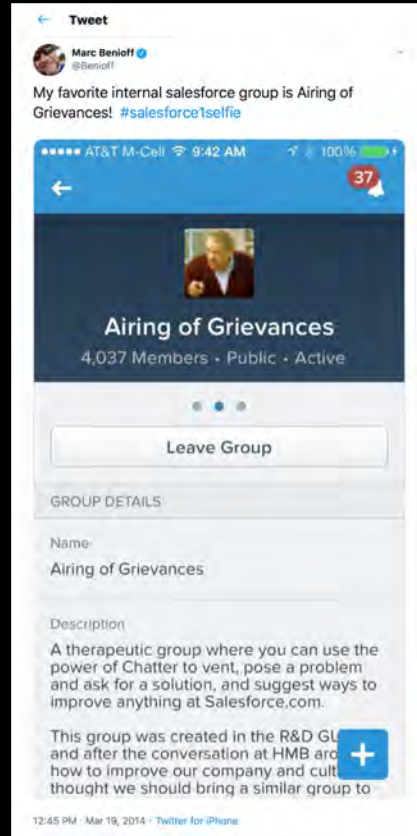 Tweet
Marc Benioff
@Benioff
My favorite internal salesforce group is Airing of
Grievances! #salesforce1selfie
AT&T M-Cell 9:42 AM 100%
37
Airing of Grievances
4,037 Members • Public • Active
Leave Group
GROUP DETAILS
Name
Airing of Grievances
Description
A therapeutic group where you can use the
power of Chatter to vent, pose a problem
and ask for a solution, and suggest ways to
improve anything at Salesforce.com.
This group was created in the R&D
and after the conversation at HMB
how to improve our company and
thought we should bring a similar group to
12:45 PM · Mar 19, 2014 · Twitter for iPhone